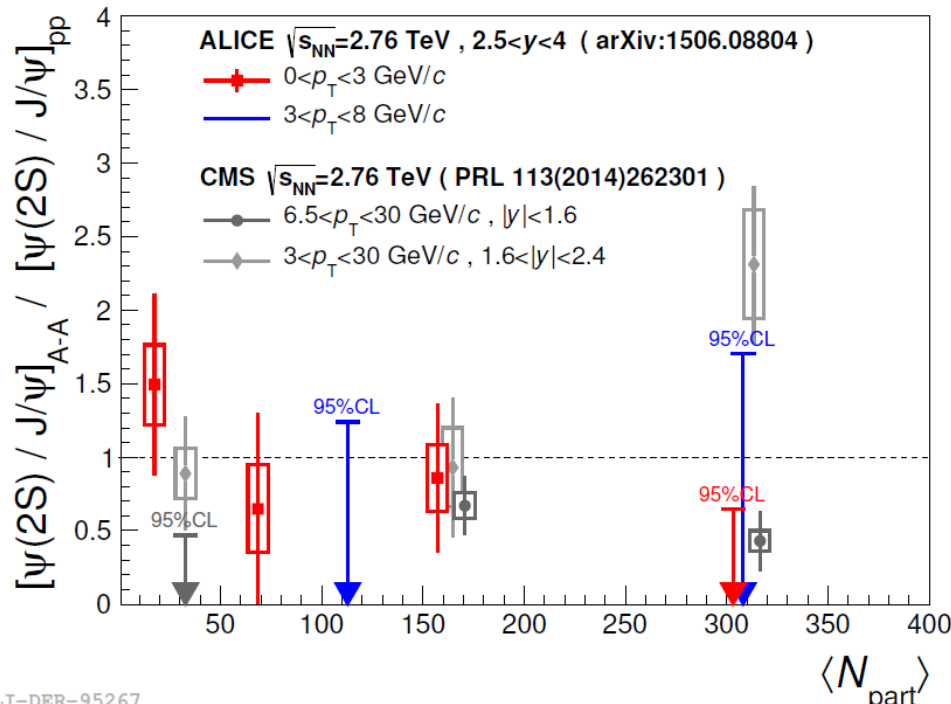 ALICE √sNN=2.76 TeV , 2.5<y<4 ( arXiv:1506.08804 )
0<pT<3 GeV/c
3<pT<8 GeV/c
CMS √sNN=2.76 TeV ( PRL 113(2014)262301 )
6.5<pT<30 GeV/c , |y|<1.6
3<pT<30 GeV/c , 1.6<|y|<2.4
[ψ(2S) / J/ψ]A-A / [ψ(2S) / J/ψ]pp
4
3.5
3
2.5
2
1.5
1
0.5
0
95%CL
95%CL
95%CL
95%CL
50
100
150
200
250
300
350
400
⟨Npart⟩
J-DER-95267